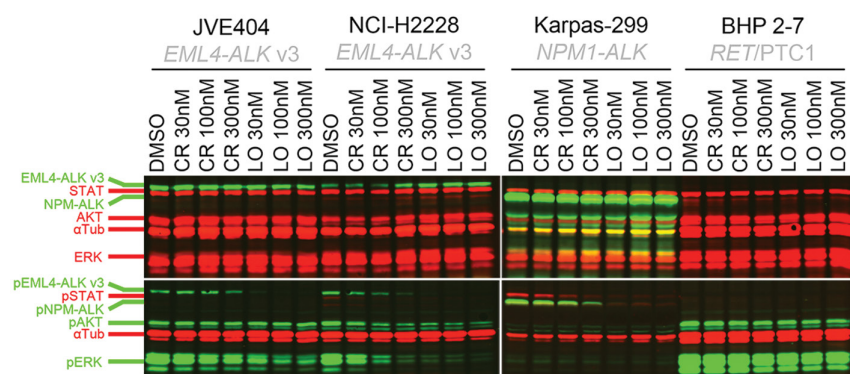 JVE404 NCI-H2228 Karpas-299 BHP 2-7
EML4-ALK v3 EML4-ALK v3 NPM1-ALK RET/PTC1
DMSO CR 30nM CR 100nM CR 300nM LO 30nM LO 100nM LO 300nM DMSO CR 30nM CR 100nM CR 300nM LO 30nM LO 100nM LO 300nM DMSO CR 30nM CR 100nM CR 300nM LO 30nM LO 100nM LO 300nM DMSO CR 30nM CR 100nM CR 300nM LO 30nM LO 100nM LO 300nM
EML4-ALK v3
STAT
NPM-ALK
AKT
αTub
ERK
pEML4-ALK v3
pSTAT
pNPM-ALK
pAKT
αTub
pERK